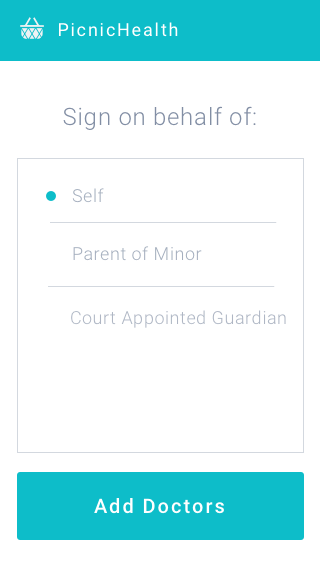 PicnicHealth
Sign on behalf of:
Self
Parent of Minor
Court Appointed Guardian
Add Doctors